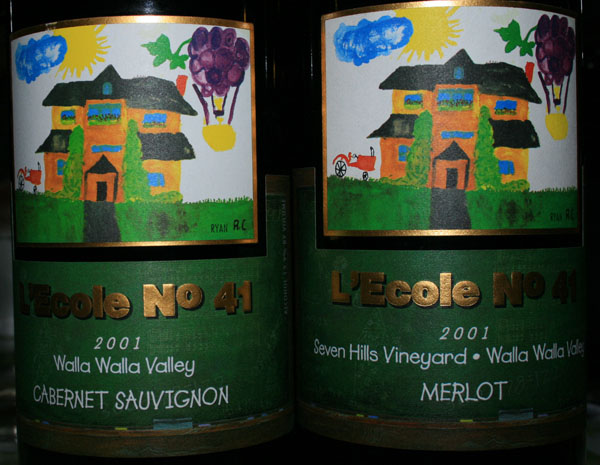 RYAN R.C.
L'Ecole Nº 41
2001
Walla Walla Valley
CABERNET SAUVIGNON
RYAN R.C.
L'Ecole Nº 41
2001
Seven Hills Vineyard • Walla Walla Valley
MERLOT